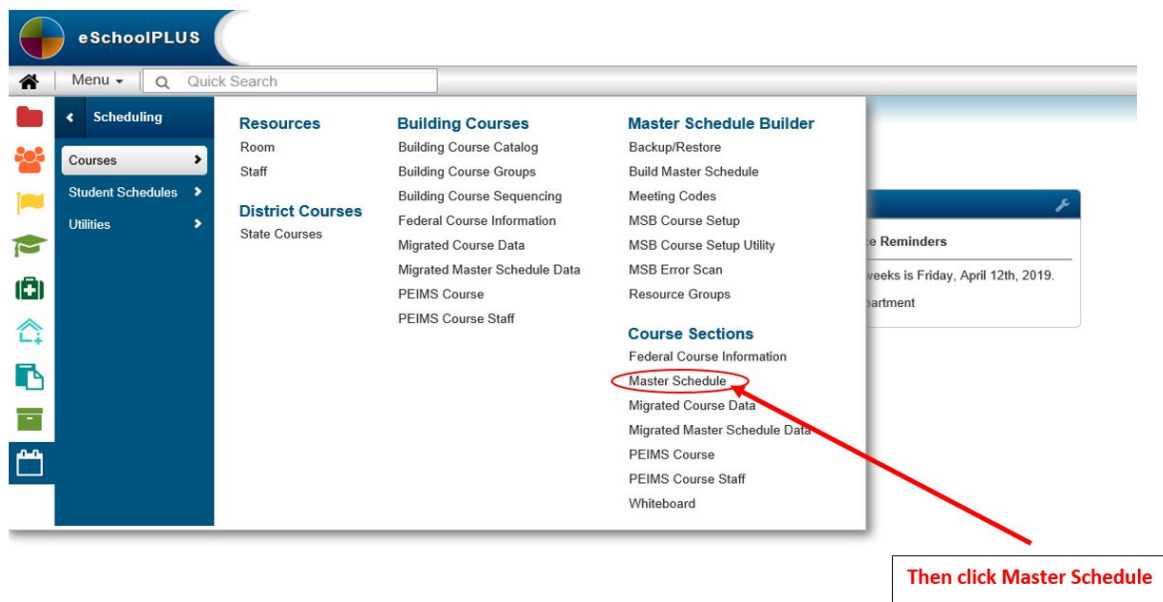 eSchoolPLUS
Menu
Quick Search
Scheduling
Courses
Student Schedules
Utilities
Resources
Room
Staff
District Courses
State Courses
Building Courses
Building Course Catalog
Building Course Groups
Building Course Sequencing
Federal Course Information
Migrated Course Data
Migrated Master Schedule Data
PEIMS Course
PEIMS Course Staff
Master Schedule Builder
Backup/Restore
Build Master Schedule
Meeting Codes
MSB Course Setup
MSB Course Setup Utility
MSB Error Scan
Resource Groups
Course Sections
Federal Course Information
Master Schedule
Migrated Course Data
Migrated Master Schedule Data
PEIMS Course
PEIMS Course Staff
Whiteboard
Reminders
is Friday, April 12th, 2019.
Then click Master Schedule